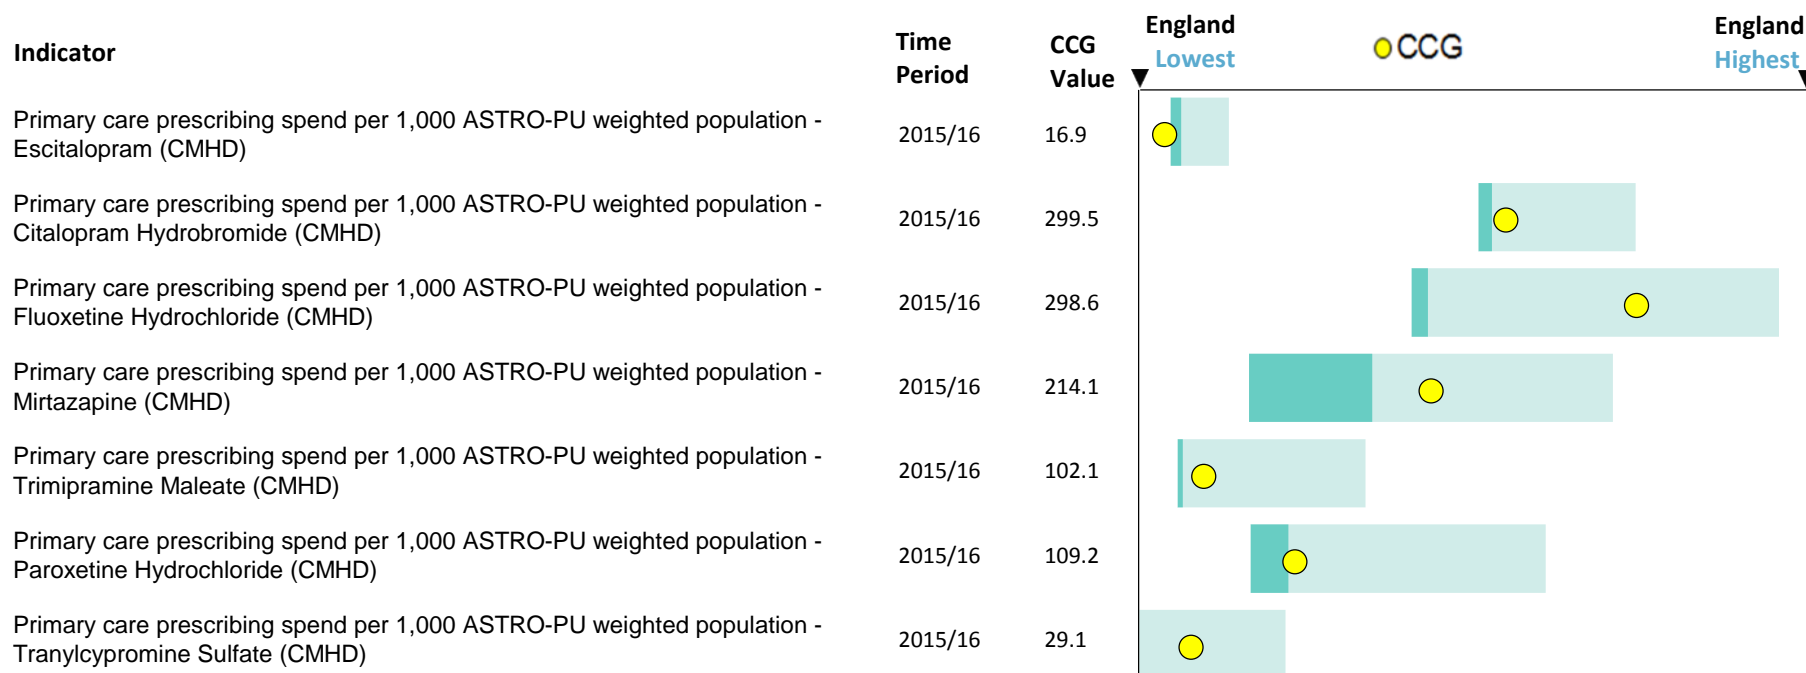 Indicator
Time
Period
CCG
Value
England
Lowest
CCG
England
Highest
Primary care prescribing spend per 1,000 ASTRO-PU weighted population -
Escitalopram (CMHD)
2015/16
16.9
Primary care prescribing spend per 1,000 ASTRO-PU weighted population -
Citalopram Hydrobromide (CMHD)
2015/16
299.5
Primary care prescribing spend per 1,000 ASTRO-PU weighted population -
Fluoxetine Hydrochloride (CMHD)
2015/16
298.6
Primary care prescribing spend per 1,000 ASTRO-PU weighted population -
Mirtazapine (CMHD)
2015/16
214.1
Primary care prescribing spend per 1,000 ASTRO-PU weighted population -
Trimipramine Maleate (CMHD)
2015/16
102.1
Primary care prescribing spend per 1,000 ASTRO-PU weighted population -
Paroxetine Hydrochloride (CMHD)
2015/16
109.2
Primary care prescribing spend per 1,000 ASTRO-PU weighted population -
Tranylcypromine Sulfate (CMHD)
2015/16
29.1